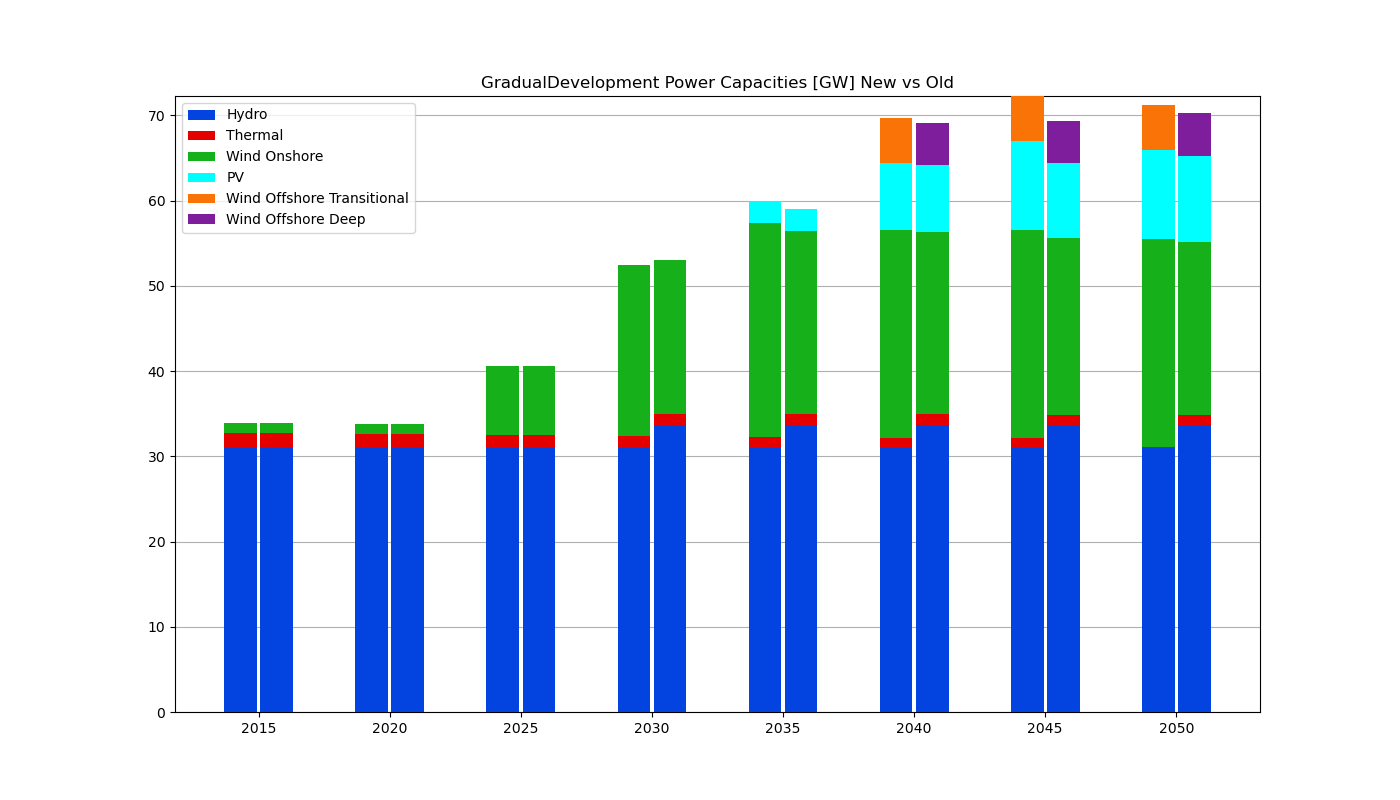 GradualDevelopment Power Capacities [GW] New vs Old
Hydro
Thermal
Wind Onshore
PV
Wind Offshore Transitional
Wind Offshore Deep
70
60
50
40
30
20
10
0
2015 2020 2025 2030 2035 2040 2045 2050